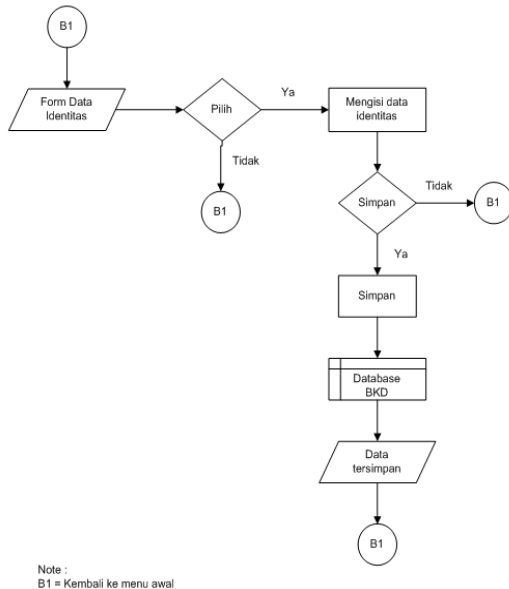 B1
Form Data
Identitas
Pilih
Ya
Mengisi data
identitas
Tidak
B1
Simpan
Tidak
B1
Ya
Simpan
Database
BKD
Data
tersimpan
B1
Note :
B1 = Kembali ke menu awal